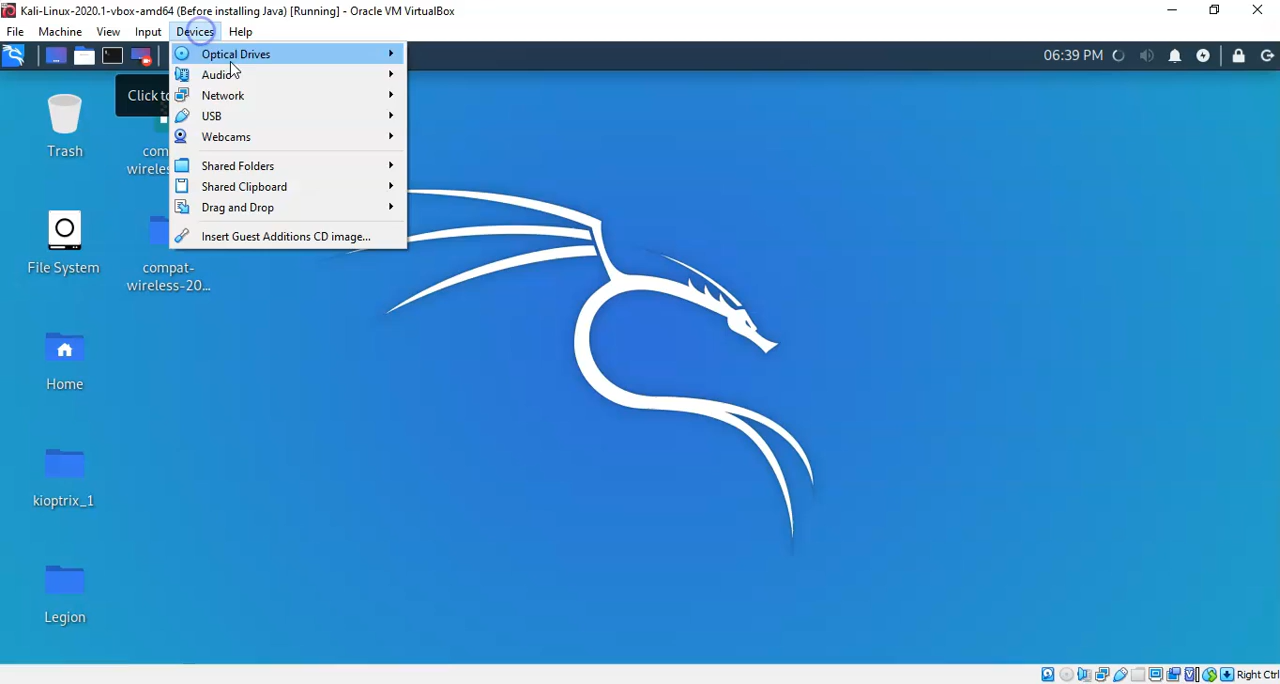 Kali-Linux-2020.1-vbox-amd64 (Before installing Java) [Running] - Oracle VM VirtualBox
File Machine View Input Devices Help
06:39 PM
Optical Drives
Audio
Network
USB
Webcams
Shared Folders
Shared Clipboard
Drag and Drop
Insert Guest Additions CD image...
Click to
Trash
com
wireless-
File System
compat-
wireless-20...
Home
kioptrix_1
Legion
Right Ctrl